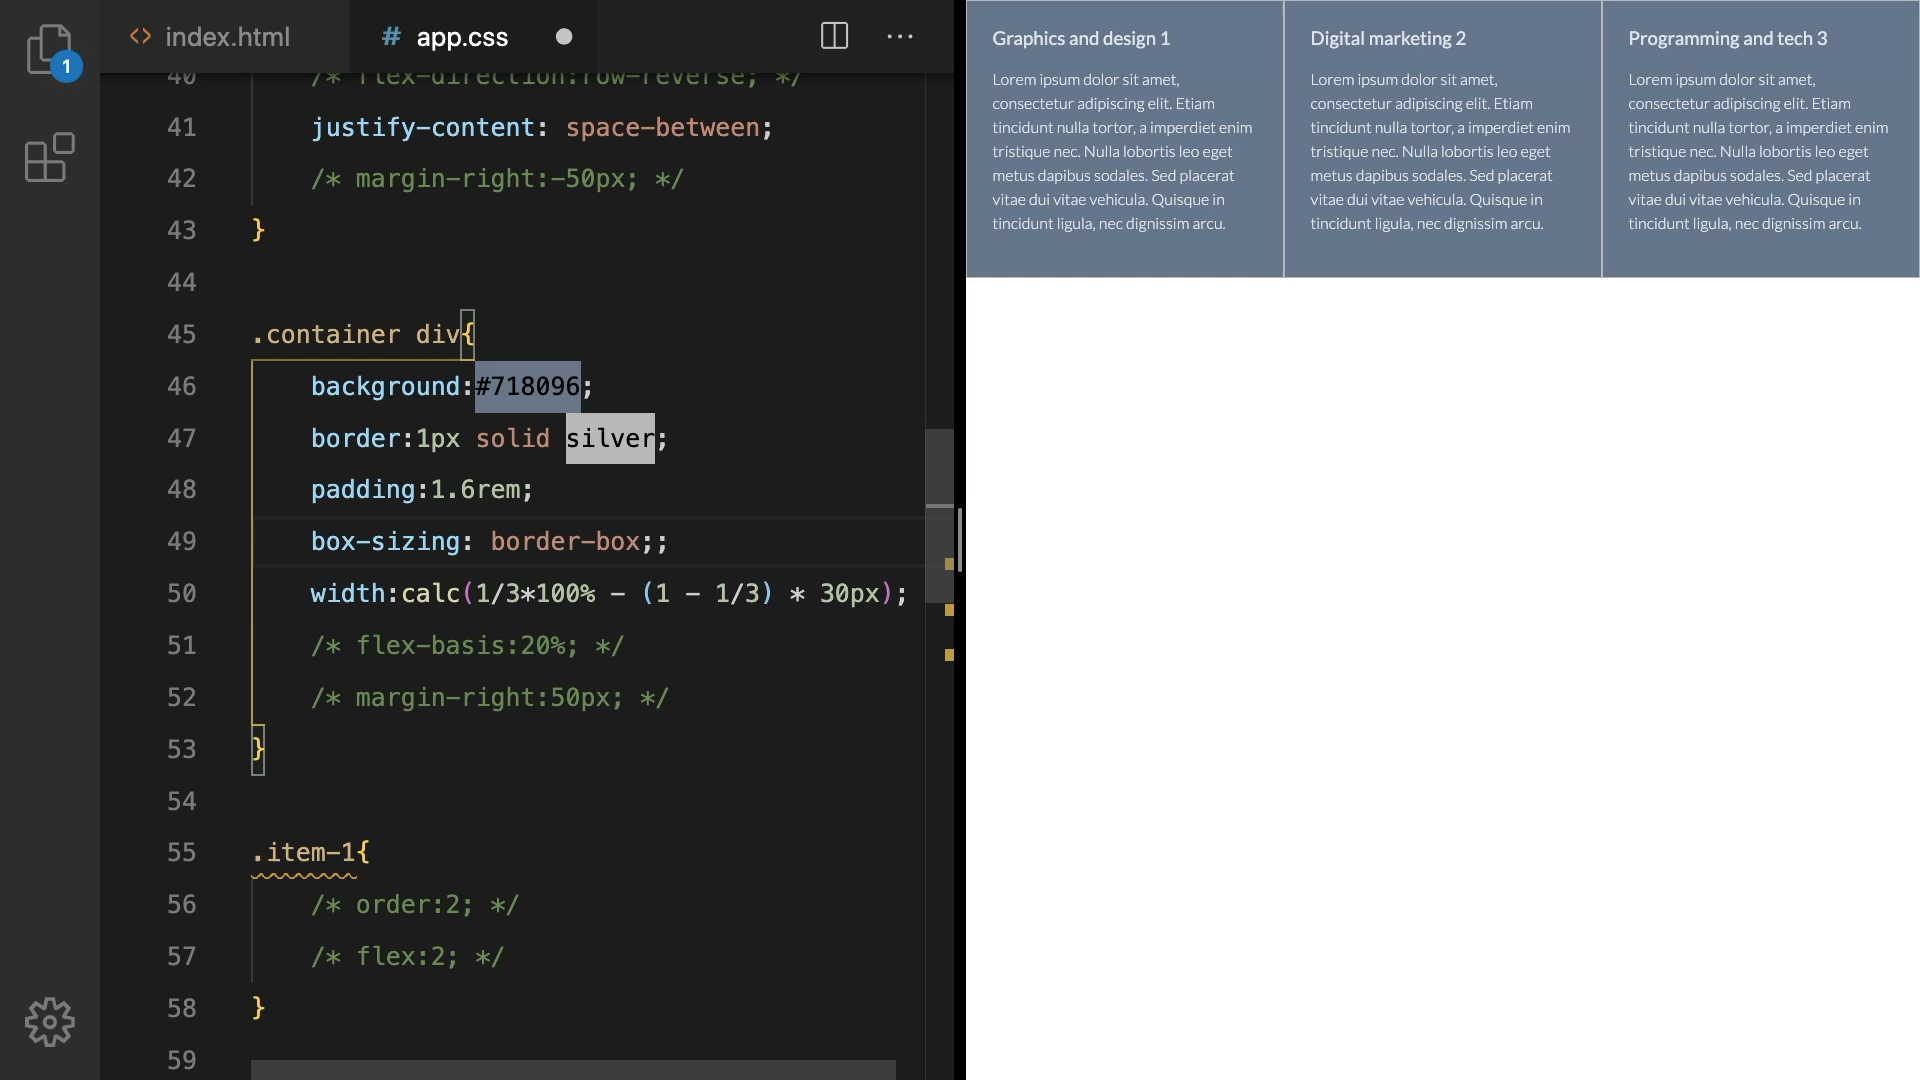 index.html
# app.css
1
40 /* flex-direction:row-reverse; */
41 justify-content: space-between;
42 /* margin-right:-50px; */
43 }
44
45 .container div{
46 background:#718096;
47 border:1px solid silver;
48 padding:1.6rem;
49 box-sizing: border-box;;
50 width:calc(1/3*100% - (1 - 1/3) * 30px);
51 /* flex-basis:20%; */
52 /* margin-right:50px; */
53 }
54
55 .item-1{
56 /* order:2; */
57 /* flex:2; */
58 }
59
Graphics and design 1
Lorem ipsum dolor sit amet,
consectetur adipiscing elit. Etiam
tincidunt nulla tortor, a imperdiet enim
tristique nec. Nulla lobortis leo eget
metus dapibus sodales. Sed placerat
vitae dui vitae vehicula. Quisque in
tincidunt ligula, nec dignissim arcu.
Digital marketing 2
Lorem ipsum dolor sit amet,
consectetur adipiscing elit. Etiam
tincidunt nulla tortor, a imperdiet enim
tristique nec. Nulla lobortis leo eget
metus dapibus sodales. Sed placerat
vitae dui vitae vehicula. Quisque in
tincidunt ligula, nec dignissim arcu.
Programming and tech 3
Lorem ipsum dolor sit amet,
consectetur adipiscing elit. Etiam
tincidunt nulla tortor, a imperdiet enim
tristique nec. Nulla lobortis leo eget
metus dapibus sodales. Sed placerat
vitae dui vitae vehicula. Quisque in
tincidunt ligula, nec dignissim arcu.